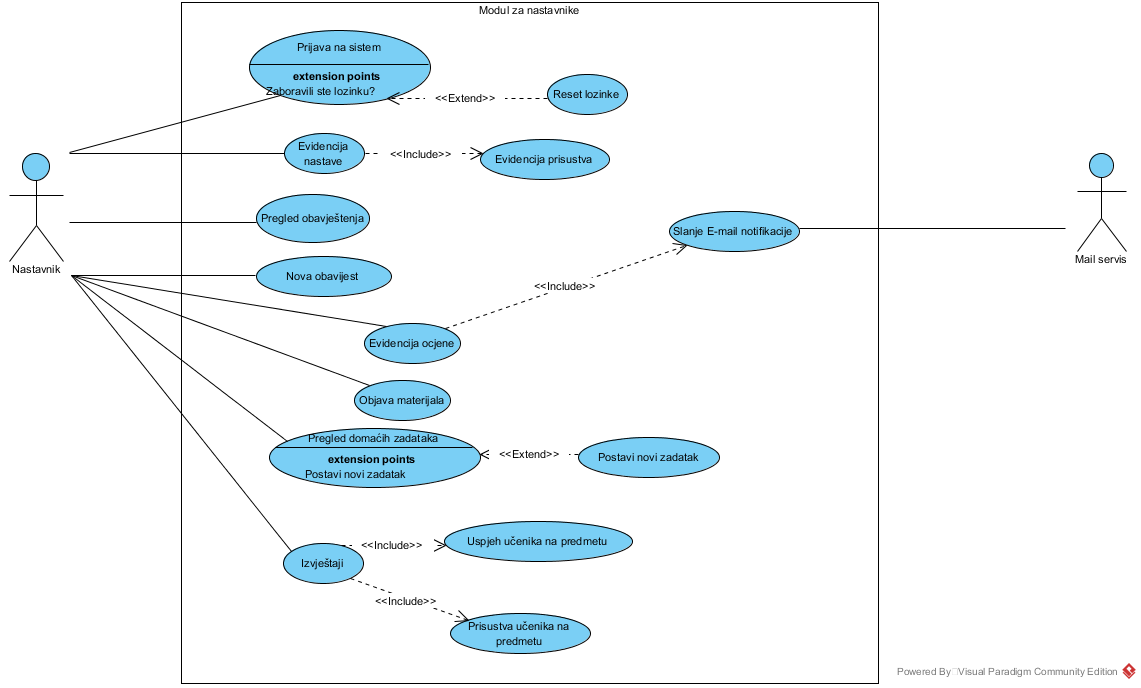 Modul za nastavnike
Prijava na sistem
extension points
Zaboravili ste lozinku?
<<Extend>>
Reset lozinke
Evidencija
nastave
<<Include>>
Evidencija prisustva
Pregled obavještenja
Slanje E-mail notifikacije
Nastavnik
Mail servis
Nova obavijest
<<Include>>
Evidencija ocjene
Objava materijala
Pregled domaćih zadataka
extension points
Postavi novi zadatak
<<Extend>>
Postavi novi zadatak
Izvještaji
<<Include>>
Uspjeh učenika na predmetu
<<Include>>
Prisustva učenika na
predmetu
Powered By Visual Paradigm Community Edition